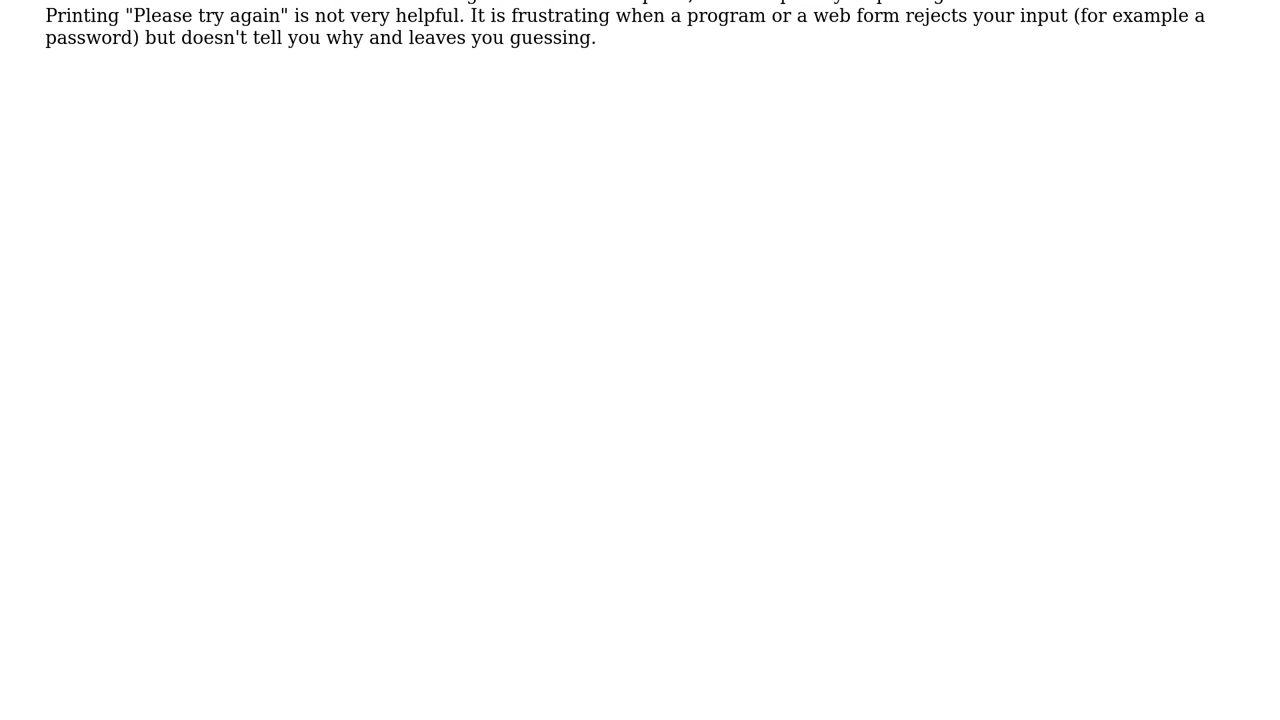 Printing "Please try again" is not very helpful. It is frustrating when a program or a web form rejects your input (for example a
password) but doesn't tell you why and leaves you guessing.